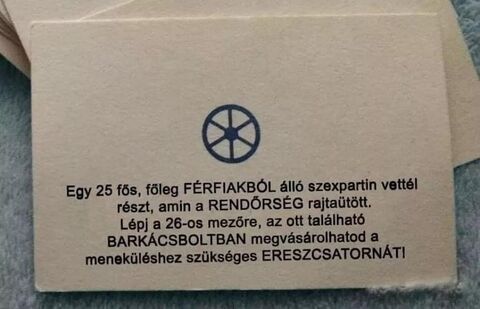 Egy 25 fős, főleg FÉRFIAKBÓL álló szexpartin vettél
részt, amin a RENDŐRSÉG rajtaütött.
Lépj a 26-os mezőre, az ott található
BARKÁCSBOLTBAN megvásárolhatod a
meneküléshez szükséges ERESZCSATORNÁT!